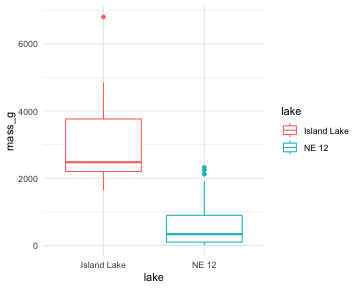 6000
4000
2000
0
mass_g
Island Lake
NE 12
lake
lake
Island Lake
NE 12